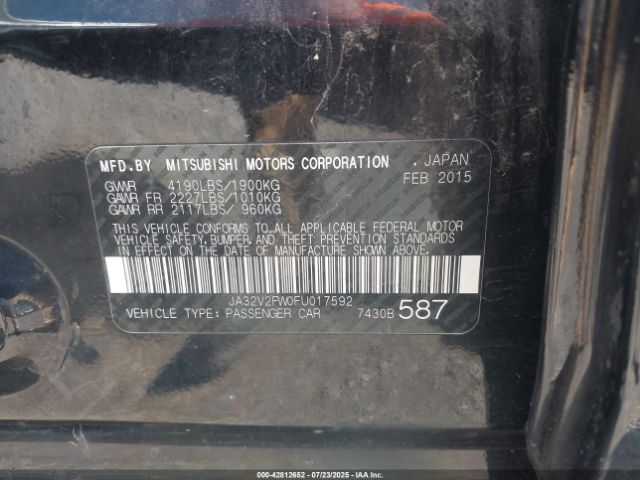 MFD.BY MITSUBISHI MOTORS CORPORATION . JAPAN
GVWR 4190LBS/1900KG FEB 2015
GAWR FR 2227LBS/1010KG
GAWR RR 2117LBS/ 960KG
THIS VEHICLE CONFORMS TO ALL APPLICABLE FEDERAL MOTOR
VEHICLE SAFETY, BUMPER, AND THEFT PREVENTION STANDARDS
IN EFFECT ON THE DATE OF MANUFACTURE SHOWN ABOVE.
JA32V2FW0FU017592
VEHICLE TYPE: PASSENGER CAR 7430B 587
000-42812652 - 07/23/2025 - IAAI.COM